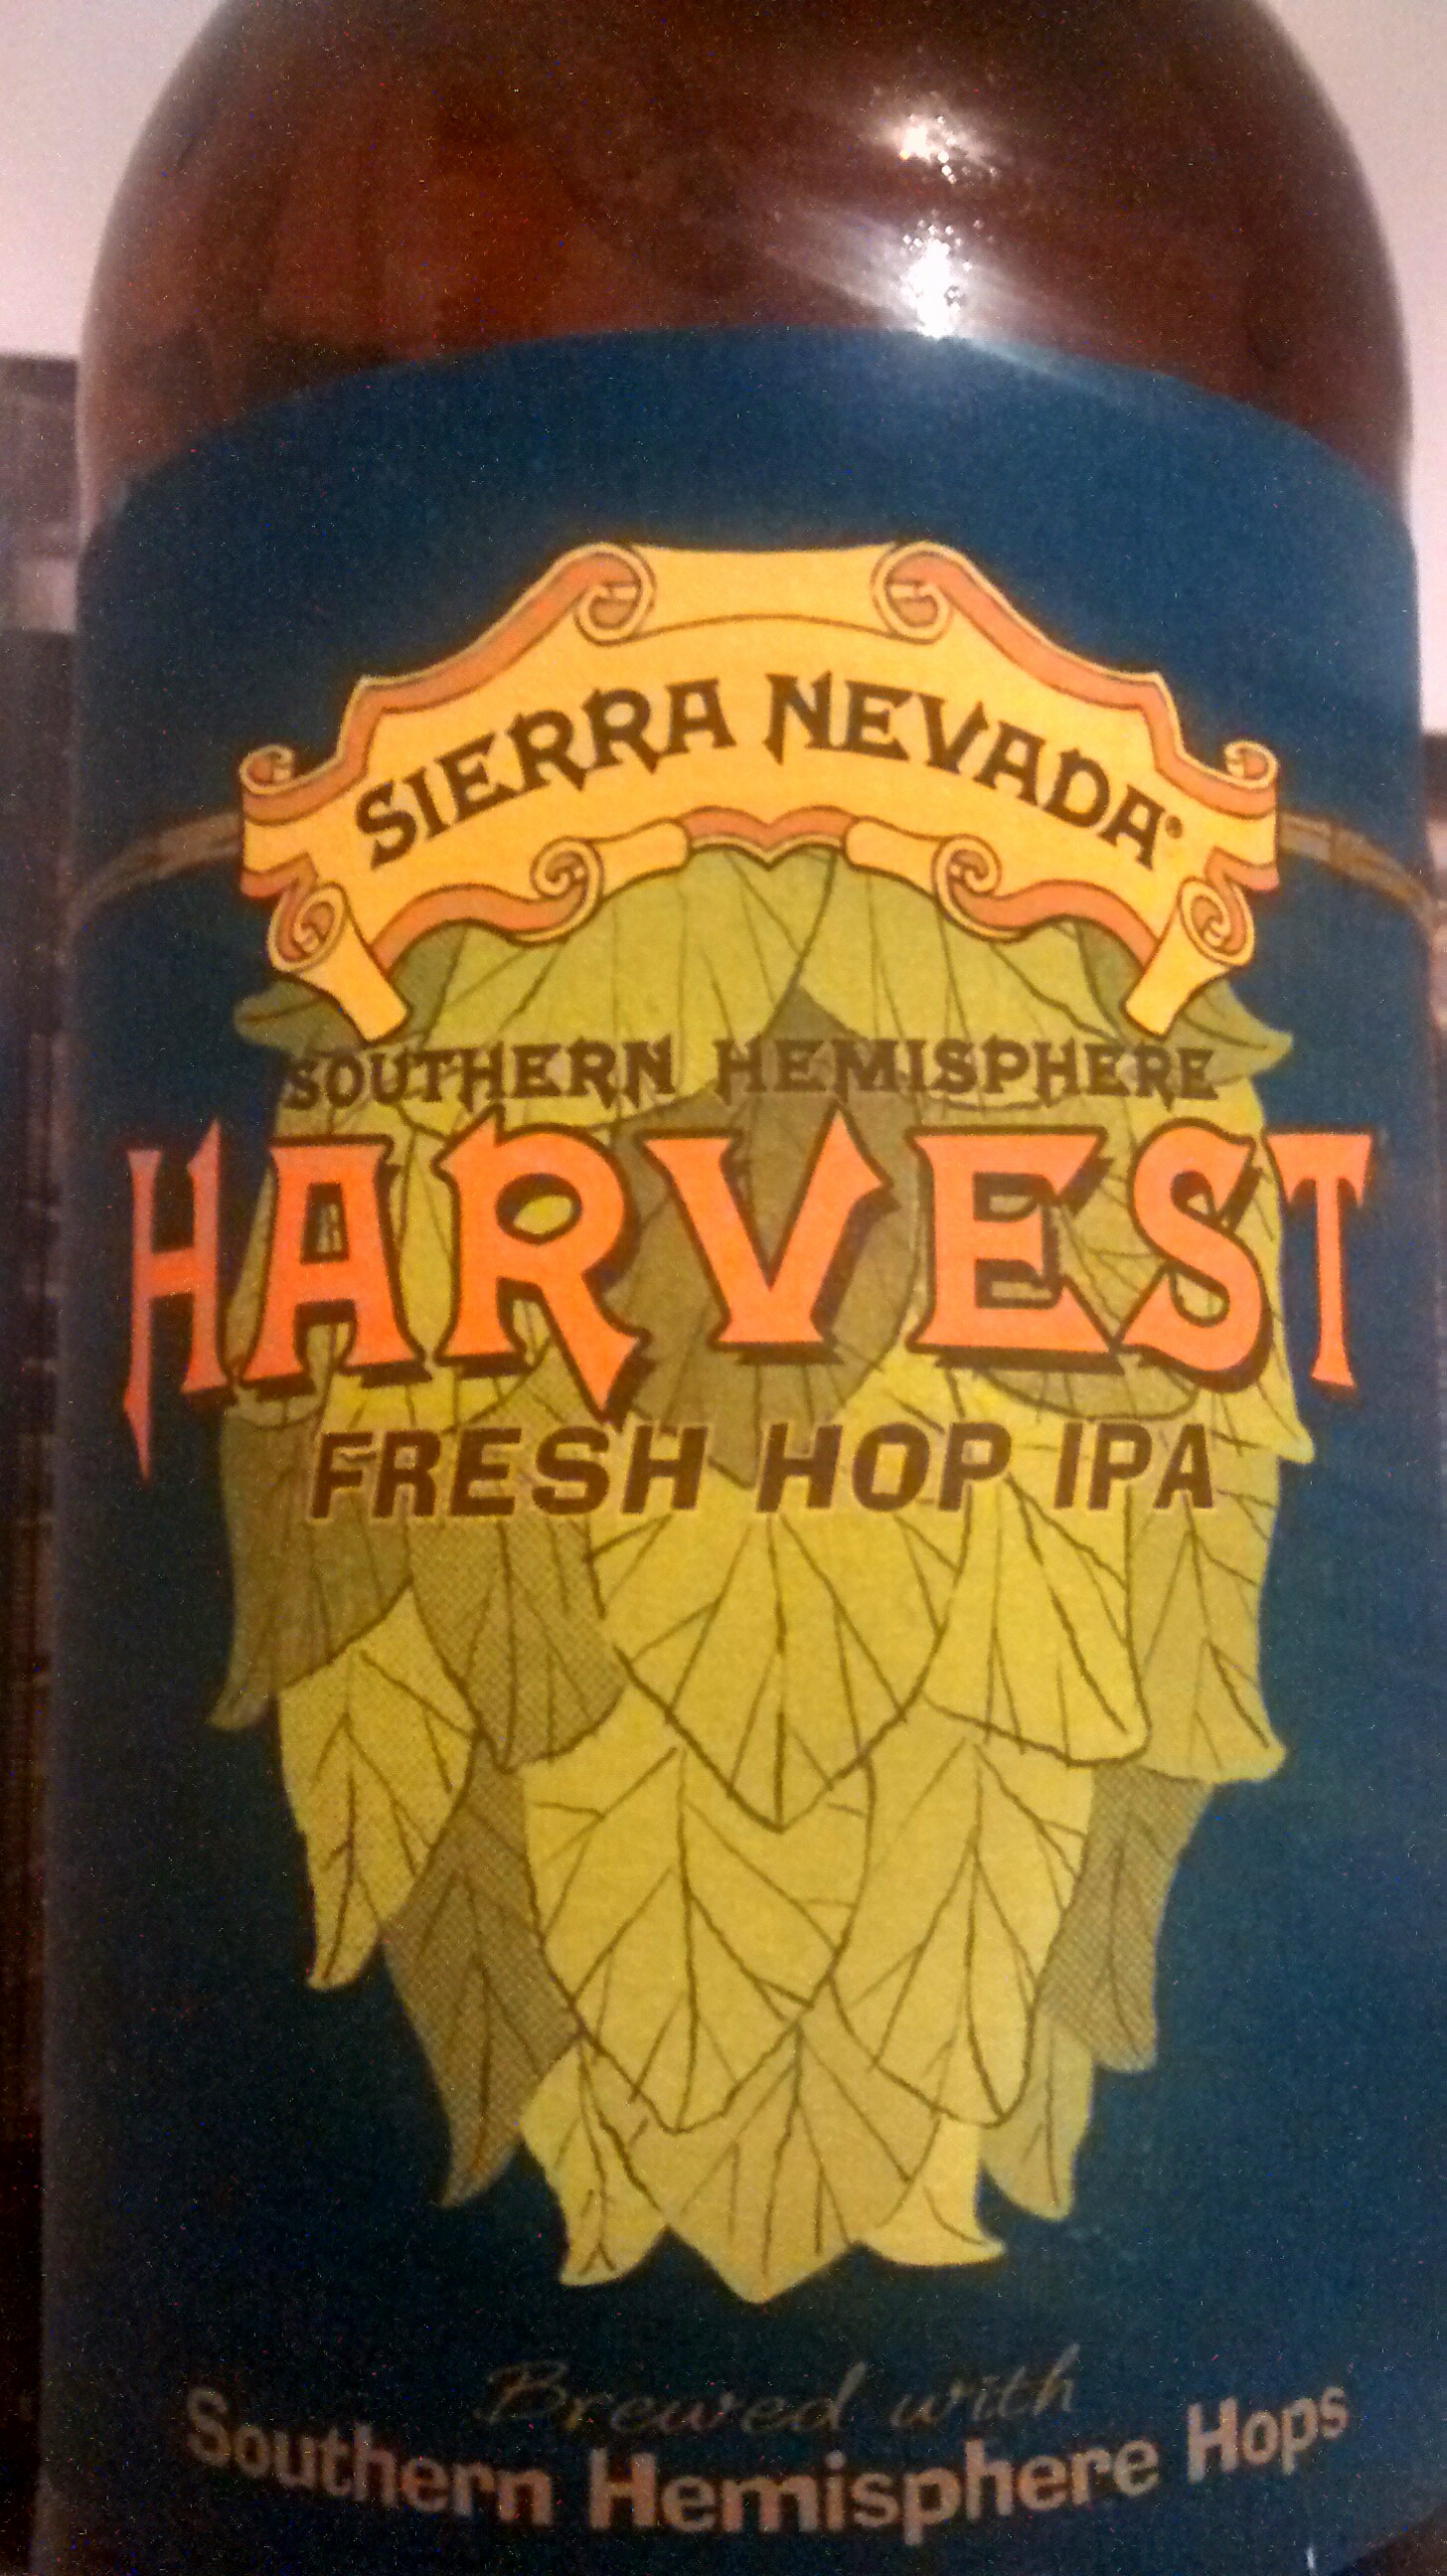 SIERRA NEVADA®
SOUTHERN HEMISPHERE
HARVEST
FRESH HOP IPA
Brewed with
Southern Hemisphere Hops